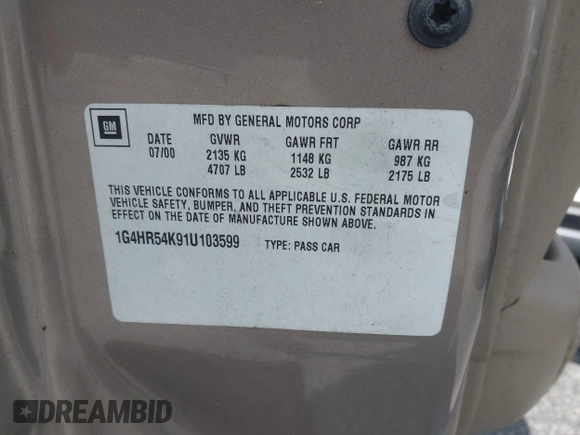 GM
MFD BY GENERAL MOTORS CORP
DATE GVWR GAWR FRT GAWR RR
07/00 2135 KG 1148 KG 987 KG
4707 LB 2532 LB 2175 LB
THIS VEHICLE CONFORMS TO ALL APPLICABLE U.S. FEDERAL MOTOR
VEHICLE SAFETY, BUMPER, AND THEFT PREVENTION STANDARDS IN
EFFECT ON THE DATE OF MANUFACTURE SHOWN ABOVE.
1G4HR54K91U103599 TYPE: PASS CAR
DREAMBID